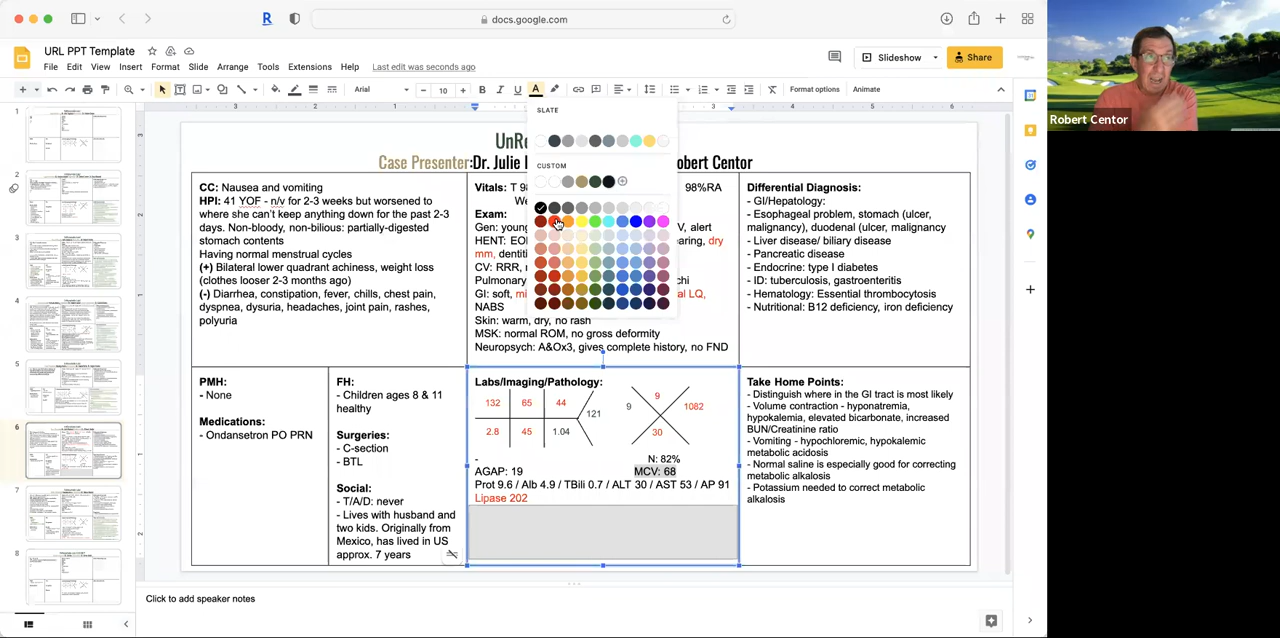 docs.google.com
URL PPT Template
File Edit View Insert Format Slide Arrange Tools Extensions Help Last edit was seconds ago
Slideshow
Share
Arial
10
Format options
Animate
Robert Centor
SLATE
CUSTOM
Case Presenter:Dr. Julie
obert Centor
CC: Nausea and vomiting
HPI: 41 YOF - n/v for 2-3 weeks but worsened to
where she can't keep anything down for the past 2-3
days. Non-bloody, non-bilious: partially-digested
stomach contents
Having normal menstrual cycles
(+) Bilateral lower quadrant achiness, weight loss
(clothes looser 2-3 months ago)
(-) Diarrhea, constipation, fever, chills, chest pain,
dyspnea, dysuria, headaches, joint pain, rashes,
polyuria
Vitals: T 98
98%RA
Exam:
V, alert
HENT: EO
earing, dry
mm, dentiti
CV: RRR, r
Pulmonary
GI: soft, mi
al LQ,
NABS
Skin: warm, dry, no rash
MSK: normal ROM, no gross deformity
Neuropsych: A&Ox3, gives complete history, no FND
Differential Diagnosis:
- GI/Hepatology:
- Esophageal problem, stomach (ulcer,
malignancy), duodenal (ulcer, malignancy
- Liver disease/ biliary disease
- Pancreatic disease
- Endocrine: type I diabetes
- ID: tuberculosis, gastroenteritis
- Hematology: Essential thrombocytosis
- Nutritional: B12 deficiency, iron deficiency
PMH:
- None
Medications:
- Ondansetron PO PRN
FH:
- Children ages 8 & 11
healthy
Surgeries:
- C-section
- BTL
Social:
- T/A/D: never
- Lives with husband and
two kids. Originally from
Mexico, has lived in US
approx. 7 years
Labs/Imaging/Pathology:
132 65 44
121
2.8 45 1.04
9
9 1082
30
N: 82%
AGAP: 19 MCV: 68
Prot 9.6 / Alb 4.9 / TBili 0.7 / ALT 30 / AST 53 / AP 91
Lipase 202
Take Home Points:
- Distinguish where in the GI tract is most likely
- Volume contraction - hyponatremia,
hypokalemia, elevated bicarbonate, increased
BUN/Creatinine ratio
- Vomiting - hypochloremic, hypokalemic
metabolic acidosis
- Normal saline is especially good for correcting
metabolic alkalosis
- Potassium needed to correct metabolic
alkalosis
Click to add speaker notes